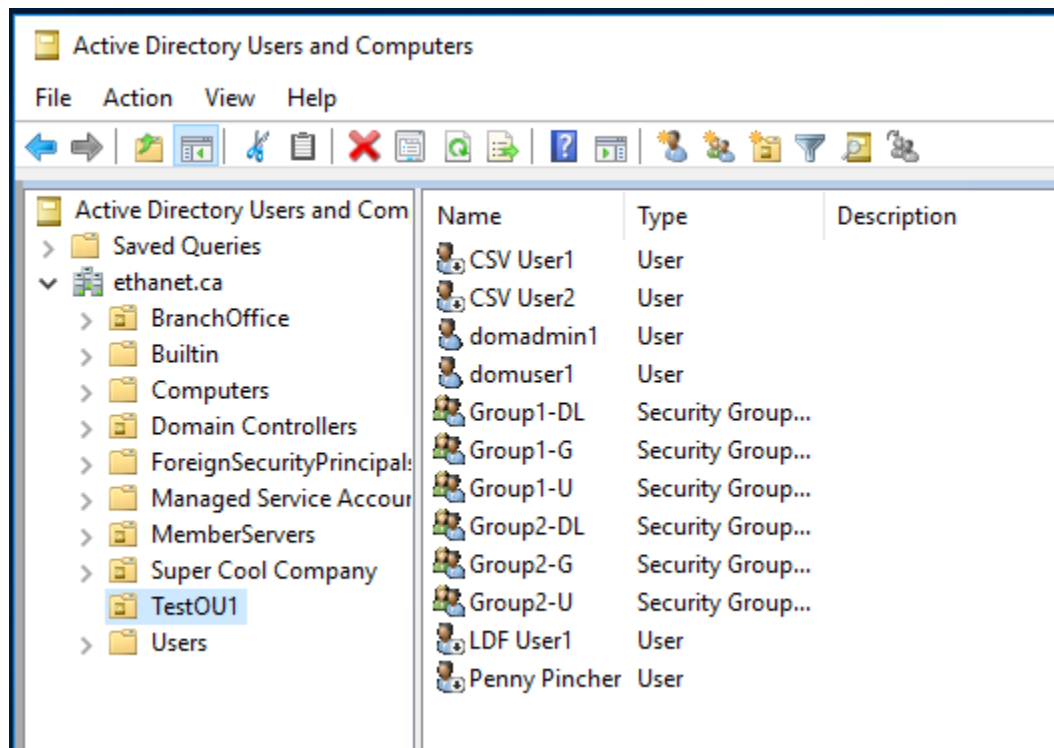 Active Directory Users and Computers
File Action View Help
Active Directory Users and Com
Saved Queries
ethanet.ca
BranchOffice
Builtin
Computers
Domain Controllers
ForeignSecurityPrincipals
Managed Service Accour
MemberServers
Super Cool Company
TestOU1
Users
Name Type Description
CSV User1 User
CSV User2 User
domadmin1 User
domuser1 User
Group1-DL Security Group...
Group1-G Security Group...
Group1-U Security Group...
Group2-DL Security Group...
Group2-G Security Group...
Group2-U Security Group...
LDF User1 User
Penny Pincher User